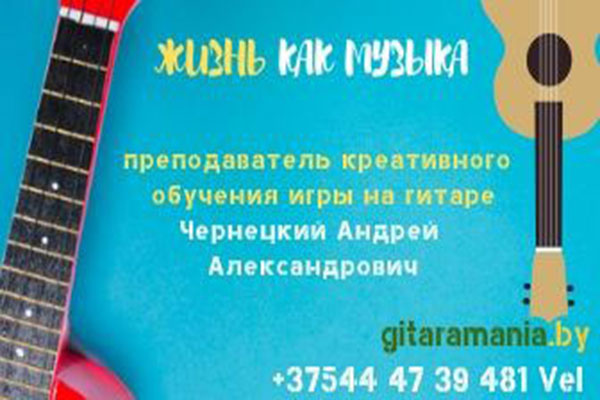 жизнь как музыка
преподаватель креативного
обучения игры на гитаре
Чернецкий Андрей
Александрович
gitaramania.by
+37544 47 39 481 Vel